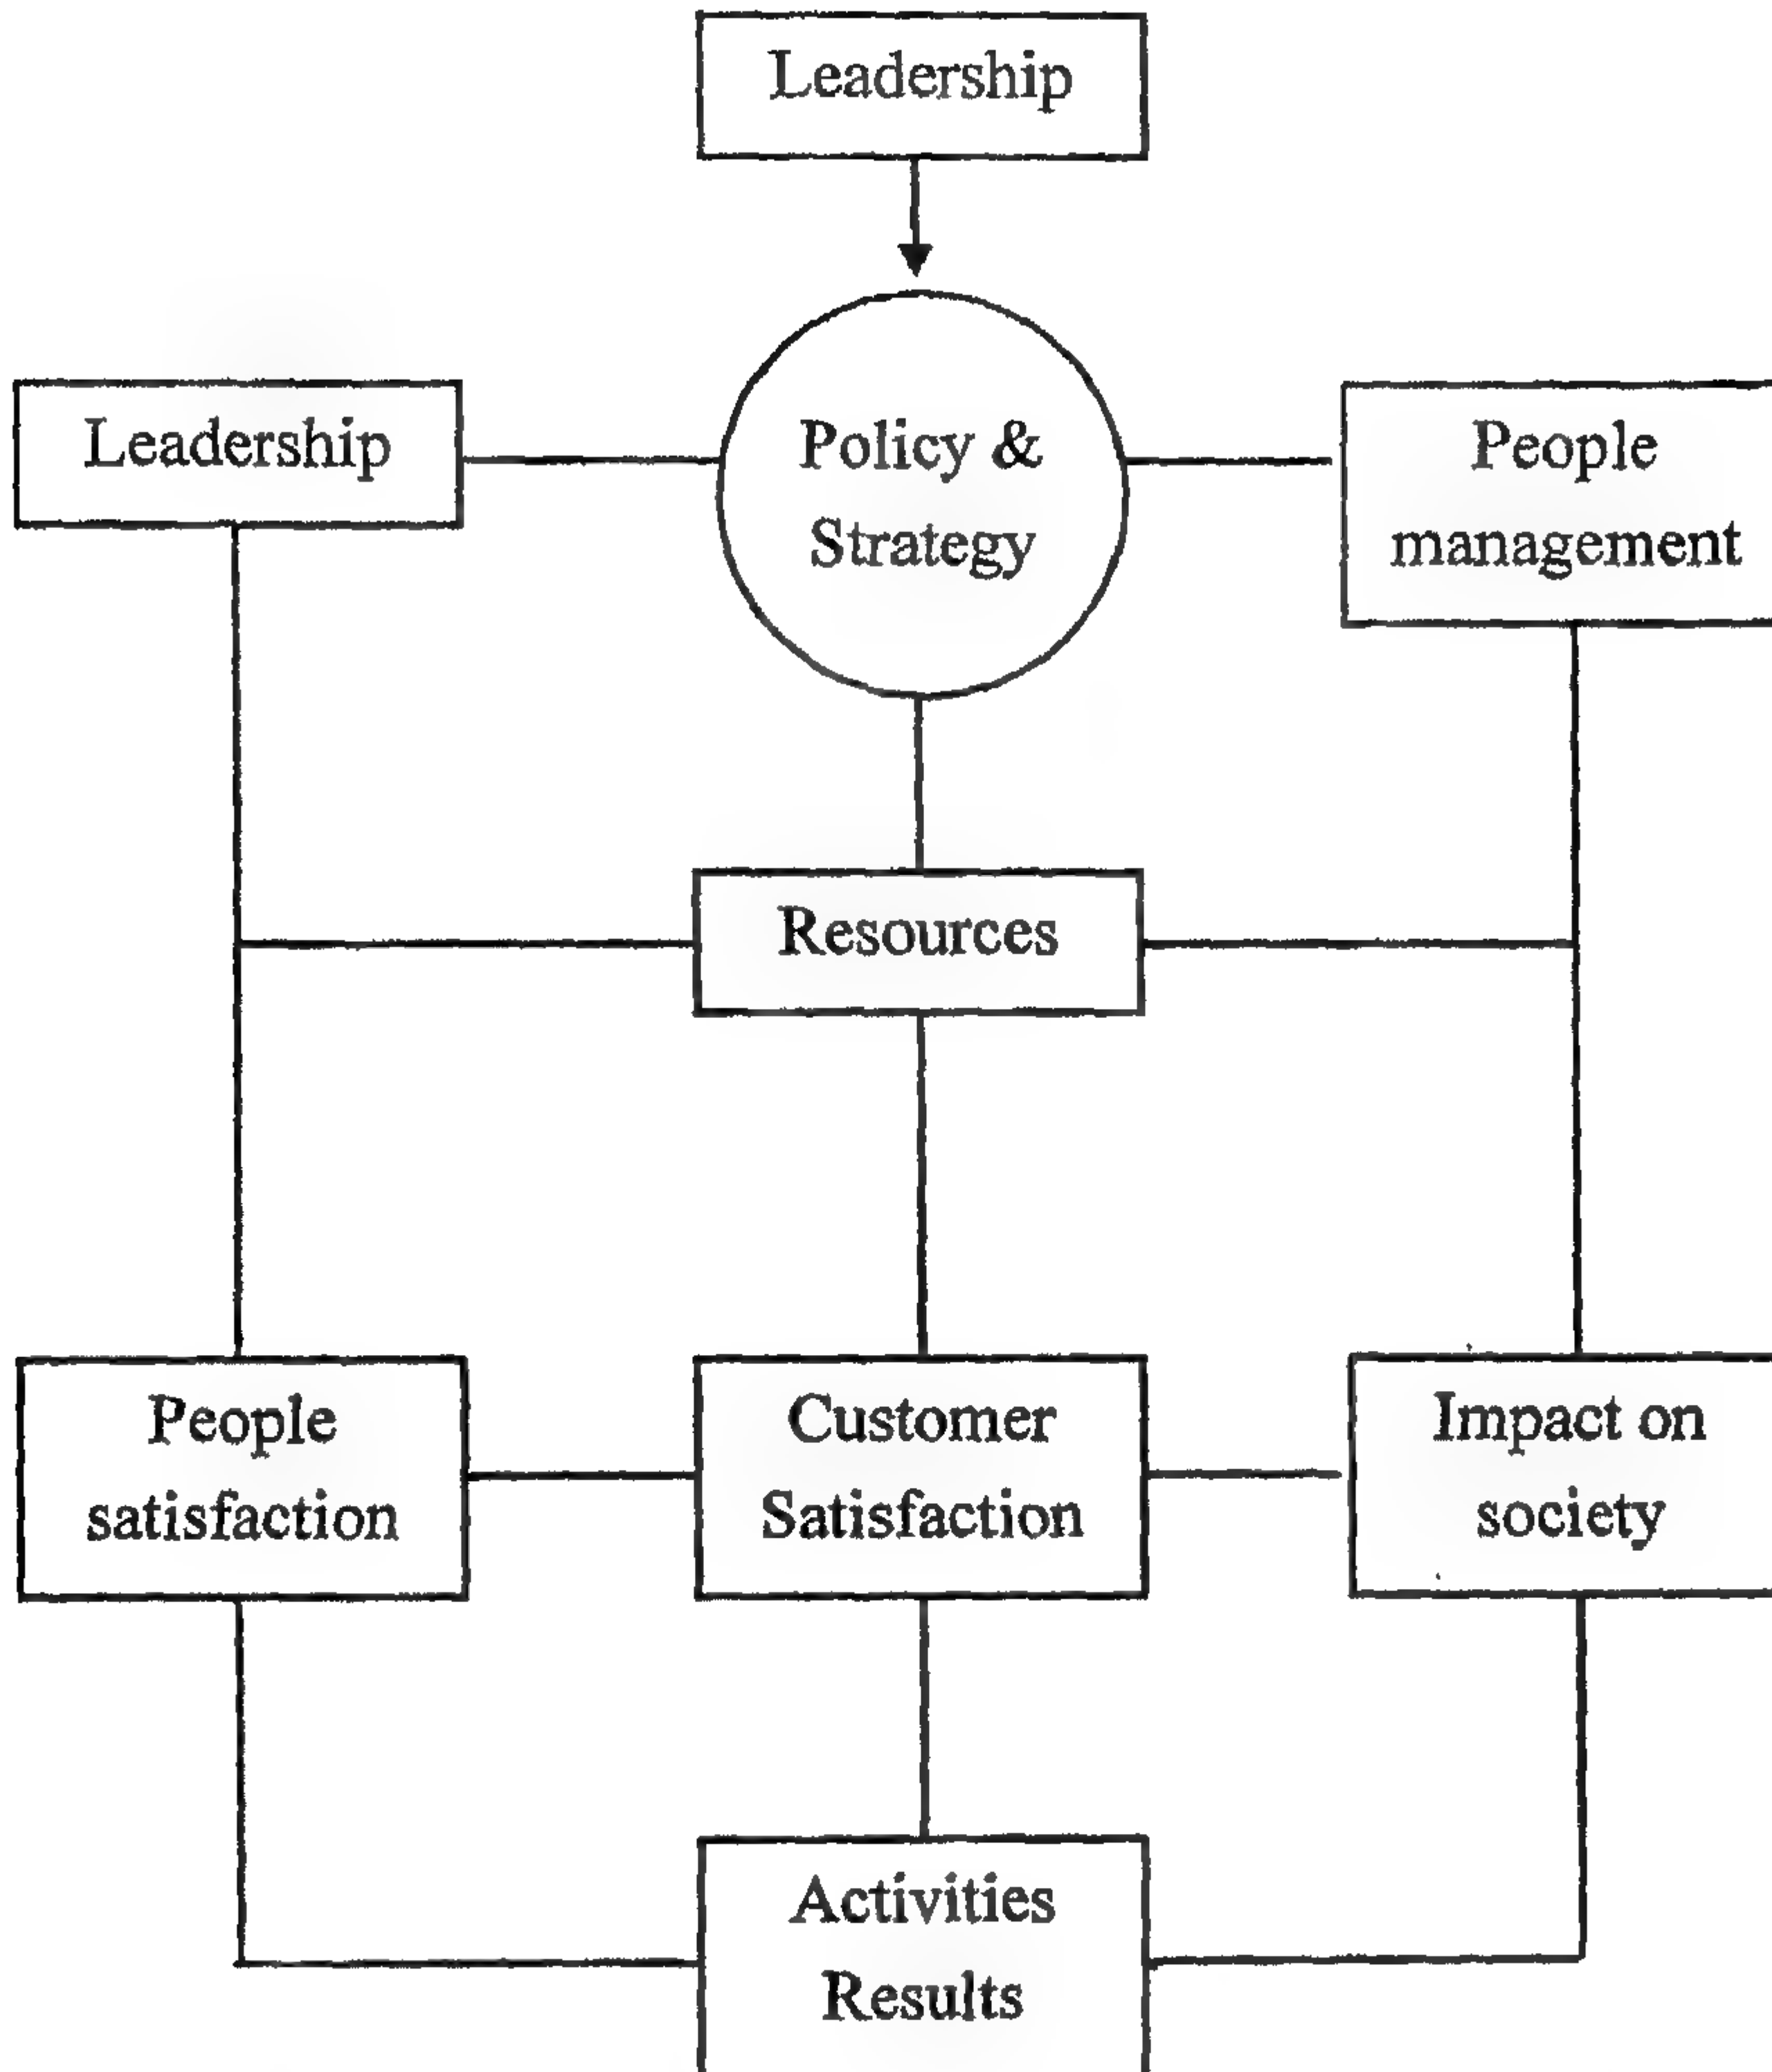 Leadership
Leadership
Policy &
Strategy
People
management
Resources
People
satisfaction
Customer
Satisfaction
Impact on
society
Activities
Results